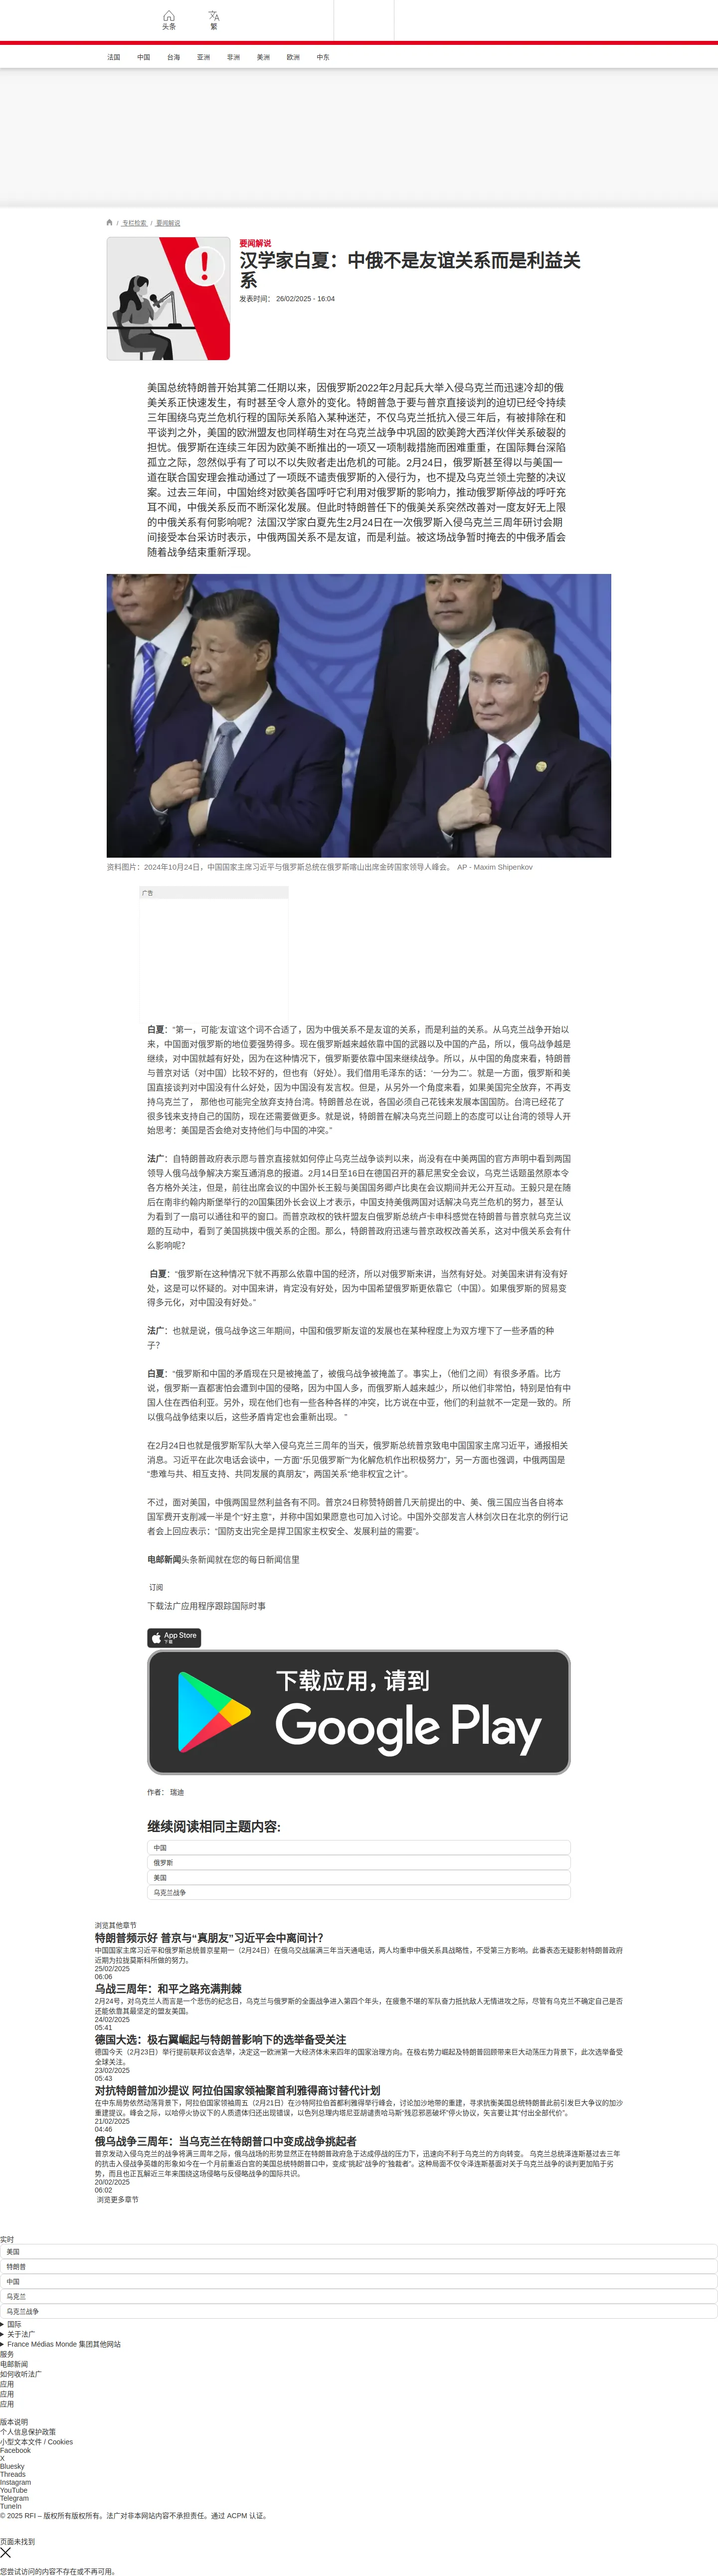 头条
繁
法国 中国 台海 亚洲 非洲 美洲 欧洲 中东
/ 专栏检索 / 要闻解说
要闻解说
汉学家白夏：中俄不是友谊关系而是利益关
系
发表时间： 26/02/2025 - 16:04
美国总统特朗普开始其第二任期以来，因俄罗斯2022年2月起兵大举入侵乌克兰而迅速冷却的俄
美关系正快速发生，有时甚至令人意外的变化。特朗普急于要与普京直接谈判的迫切已经令持续
三年围绕乌克兰危机行程的国际关系陷入某种迷茫，不仅乌克兰抵抗入侵三年后，有被排除在和
平谈判之外，美国的欧洲盟友也同样萌生对在乌克兰战争中巩固的欧美跨大西洋伙伴关系破裂的
担忧。俄罗斯在连续三年因为欧美不断推出的一项又一项制裁措施而困难重重，在国际舞台深陷
孤立之际，忽然似乎有了可以不以失败者走出危机的可能。2月24日，俄罗斯甚至得以与美国一
道在联合国安理会推动通过了一项既不谴责俄罗斯的入侵行为，也不提及乌克兰领土完整的决议
案。过去三年间，中国始终对欧美各国呼吁它利用对俄罗斯的影响力，推动俄罗斯停战的呼吁充
耳不闻，中俄关系反而不断深化发展。但此时特朗普任下的俄美关系突然改善对一度友好无上限
的中俄关系有何影响呢？法国汉学家白夏先生2月24日在一次俄罗斯入侵乌克兰三周年研讨会期
间接受本台采访时表示，中俄两国关系不是友谊，而是利益。被这场战争暂时掩去的中俄矛盾会
随着战争结束重新浮现。
资料图片：2024年10月24日，中国国家主席习近平与俄罗斯总统在俄罗斯喀山出席金砖国家领导人峰会。 AP - Maxim Shipenkov
广告
白夏：“第一，可能‘友谊’这个词不合适了，因为中俄关系不是友谊的关系，而是利益的关系。从乌克兰战争开始以
来，中国面对俄罗斯的地位要强势得多。现在俄罗斯越来越依靠中国的武器以及中国的产品，所以，俄乌战争越是
继续，对中国就越有好处，因为在这种情况下，俄罗斯要依靠中国来继续战争。所以，从中国的角度来看，特朗普
与普京对话（对中国）比较不好的，但也有（好处）。我们借用毛泽东的话：‘一分为二’。就是一方面，俄罗斯和美
国直接谈判对中国没有什么好处，因为中国没有发言权。但是，从另外一个角度来看，如果美国完全放弃，不再支
持乌克兰了， 那他也可能完全放弃支持台湾。特朗普总在说，各国必须自己花钱来发展本国国防。台湾已经花了
很多钱来支持自己的国防，现在还需要做更多。就是说，特朗普在解决乌克兰问题上的态度可以让台湾的领导人开
始思考：美国是否会绝对支持他们与中国的冲突。”
法广：自特朗普政府表示愿与普京直接就如何停止乌克兰战争谈判以来，尚没有在中美两国的官方声明中看到两国
领导人俄乌战争解决方案互通消息的报道。2月14日至16日在德国召开的慕尼黑安全会议，乌克兰话题虽然原本令
各方格外关注，但是，前往出席会议的中国外长王毅与美国国务卿卢比奥在会议期间并无公开互动。王毅只是在随
后在南非约翰内斯堡举行的20国集团外长会议上才表示，中国支持美俄两国对话解决乌克兰危机的努力，甚至认
为看到了一扇可以通往和平的窗口。而普京政权的铁杆盟友白俄罗斯总统卢卡申科感觉在特朗普与普京就乌克兰议
题的互动中，看到了美国挑拨中俄关系的企图。那么，特朗普政府迅速与普京政权改善关系，这对中俄关系会有什
么影响呢？
白夏：“俄罗斯在这种情况下就不再那么依靠中国的经济，所以对俄罗斯来讲，当然有好处。对美国来讲有没有好
处，这是可以怀疑的。对中国来讲，肯定没有好处，因为中国希望俄罗斯更依靠它（中国）。如果俄罗斯的贸易变
得多元化，对中国没有好处。”
法广：也就是说，俄乌战争这三年期间，中国和俄罗斯友谊的发展也在某种程度上为双方埋下了一些矛盾的种
子？
白夏：“俄罗斯和中国的矛盾现在只是被掩盖了，被俄乌战争被掩盖了。事实上，（他们之间）有很多矛盾。比方
说，俄罗斯一直都害怕会遭到中国的侵略，因为中国人多，而俄罗斯人越来越少，所以他们非常怕，特别是怕有中
国人住在西伯利亚。另外，现在他们也有一些各种各样的冲突，比方说在中亚，他们的利益就不一定是一致的。所
以俄乌战争结束以后，这些矛盾肯定也会重新出现。 ”
在2月24日也就是俄罗斯军队大举入侵乌克兰三周年的当天，俄罗斯总统普京致电中国国家主席习近平，通报相关
消息。习近平在此次电话会谈中，一方面“乐见俄罗斯”“为化解危机作出积极努力”，另一方面也强调，中俄两国是
“患难与共、相互支持、共同发展的真朋友”，两国关系“绝非权宜之计”。
不过，面对美国，中俄两国显然利益各有不同。普京24日称赞特朗普几天前提出的中、美、俄三国应当各自将本
国军费开支削减一半是个“好主意”，并称中国如果愿意也可加入讨论。中国外交部发言人林剑次日在北京的例行记
者会上回应表示：“国防支出完全是捍卫国家主权安全、发展利益的需要”。
电邮新闻头条新闻就在您的每日新闻信里
订阅
下载法广应用程序跟踪国际时事
App Store
下载
下载应用，请到
Google Play
作者： 瑞迪
继续阅读相同主题内容:
中国
俄罗斯
美国
乌克兰战争
浏览其他章节
特朗普频示好 普京与“真朋友”习近平会中离间计？
中国国家主席习近平和俄罗斯总统普京星期一（2月24日）在俄乌交战届满三年当天通电话，两人均重申中俄关系具战略性，不受第三方影响。此番表态无疑影射特朗普政府
近期为拉拢莫斯科所做的努力。
25/02/2025
06:06
乌战三周年：和平之路充满荆棘
2月24号，对乌克兰人而言是一个悲伤的纪念日，乌克兰与俄罗斯的全面战争进入第四个年头，在疲惫不堪的军队奋力抵抗敌人无情进攻之际，尽管有乌克兰不确定自己是否
还能依靠其最坚定的盟友美国。
24/02/2025
05:41
德国大选：极右翼崛起与特朗普影响下的选举备受关注
德国今天（2月23日）举行提前联邦议会选举，决定这一欧洲第一大经济体未来四年的国家治理方向。在极右势力崛起及特朗普回顾带来巨大动荡压力背景下，此次选举备受
全球关注。
23/02/2025
05:43
对抗特朗普加沙提议 阿拉伯国家领袖聚首利雅得商讨替代计划
在中东局势依然动荡背景下，阿拉伯国家领袖周五（2月21日）在沙特阿拉伯首都利雅得举行峰会，讨论加沙地带的重建，寻求抗衡美国总统特朗普此前引发巨大争议的加沙
重建提议。峰会之际，以哈停火协议下的人质遗体归还出现错误，以色列总理内塔尼亚胡谴责哈马斯“残忍邪恶破坏”停火协议，矢言要让其“付出全部代价”。
21/02/2025
04:46
俄乌战争三周年：当乌克兰在特朗普口中变成战争挑起者
普京发动入侵乌克兰的战争将满三周年之际，俄乌战场的形势显然正在特朗普政府急于达成停战的压力下，迅速向不利于乌克兰的方向转变。 乌克兰总统泽连斯基过去三年
的抗击入侵战争英雄的形象如今在一个月前重返白宫的美国总统特朗普口中，变成“挑起”战争的“独裁者”。这种局面不仅令泽连斯基面对关于乌克兰战争的谈判更加陷于劣
势，而且也正瓦解近三年来围绕这场侵略与反侵略战争的国际共识。
20/02/2025
06:02
浏览更多章节
实时
美国
特朗普
中国
乌克兰
乌克兰战争
国际
关于法广
France Médias Monde 集团其他网站
服务
电邮新闻
如何收听法广
应用
应用
应用
版本说明
个人信息保护政策
小型文本文件 / Cookies
Facebook
X
Bluesky
Threads
Instagram
YouTube
Telegram
TuneIn
© 2025 RFI – 版权所有版权所有。法广对非本网站内容不承担责任。通过 ACPM 认证。
页面未找到
您尝试访问的内容不存在或不再可用。